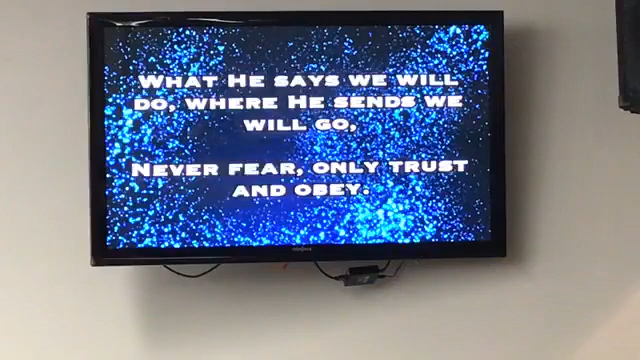 What He says we will
do, where He sends we
will go,
Never fear, only trust
and obey.